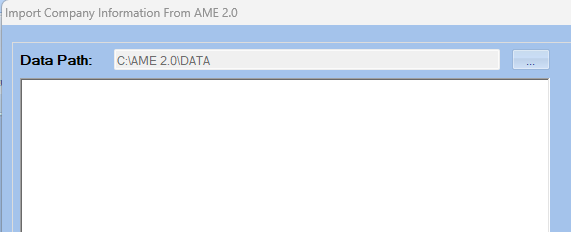 Import Company Information From AME 2.0
Data Path: C:\AME 2.0\DATA ...